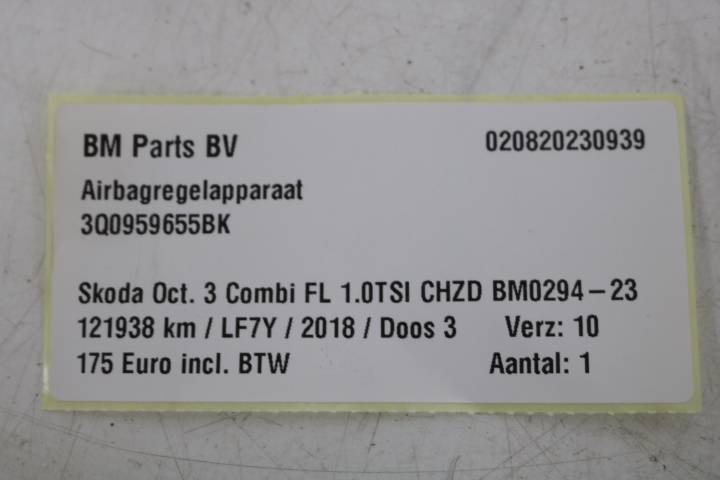 BM Parts BV 020820230939
Airbagregelapparaat
3Q0959655BK
Skoda Oct. 3 Combi FL 1.0TSI CHZD BM0294-23
121938 km / LF7Y / 2018 / Doos 3 Verz: 10
175 Euro incl. BTW Aantal: 1